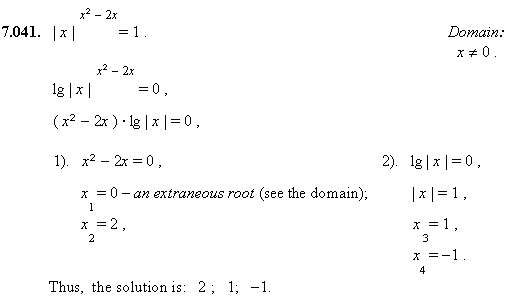 7.041. | x |^(x² – 2x) = 1 . Domain:
x ≠ 0 .
lg | x |^(x² – 2x) = 0 ,
( x² – 2x ) · lg | x | = 0 ,
1). x² – 2x = 0 , 2). lg | x | = 0 ,
x₁ = 0 – an extraneous root (see the domain); | x | = 1 ,
x₂ = 2 , x₃ = 1 ,
x₄ = –1 .
Thus, the solution is: 2 ; 1; –1.